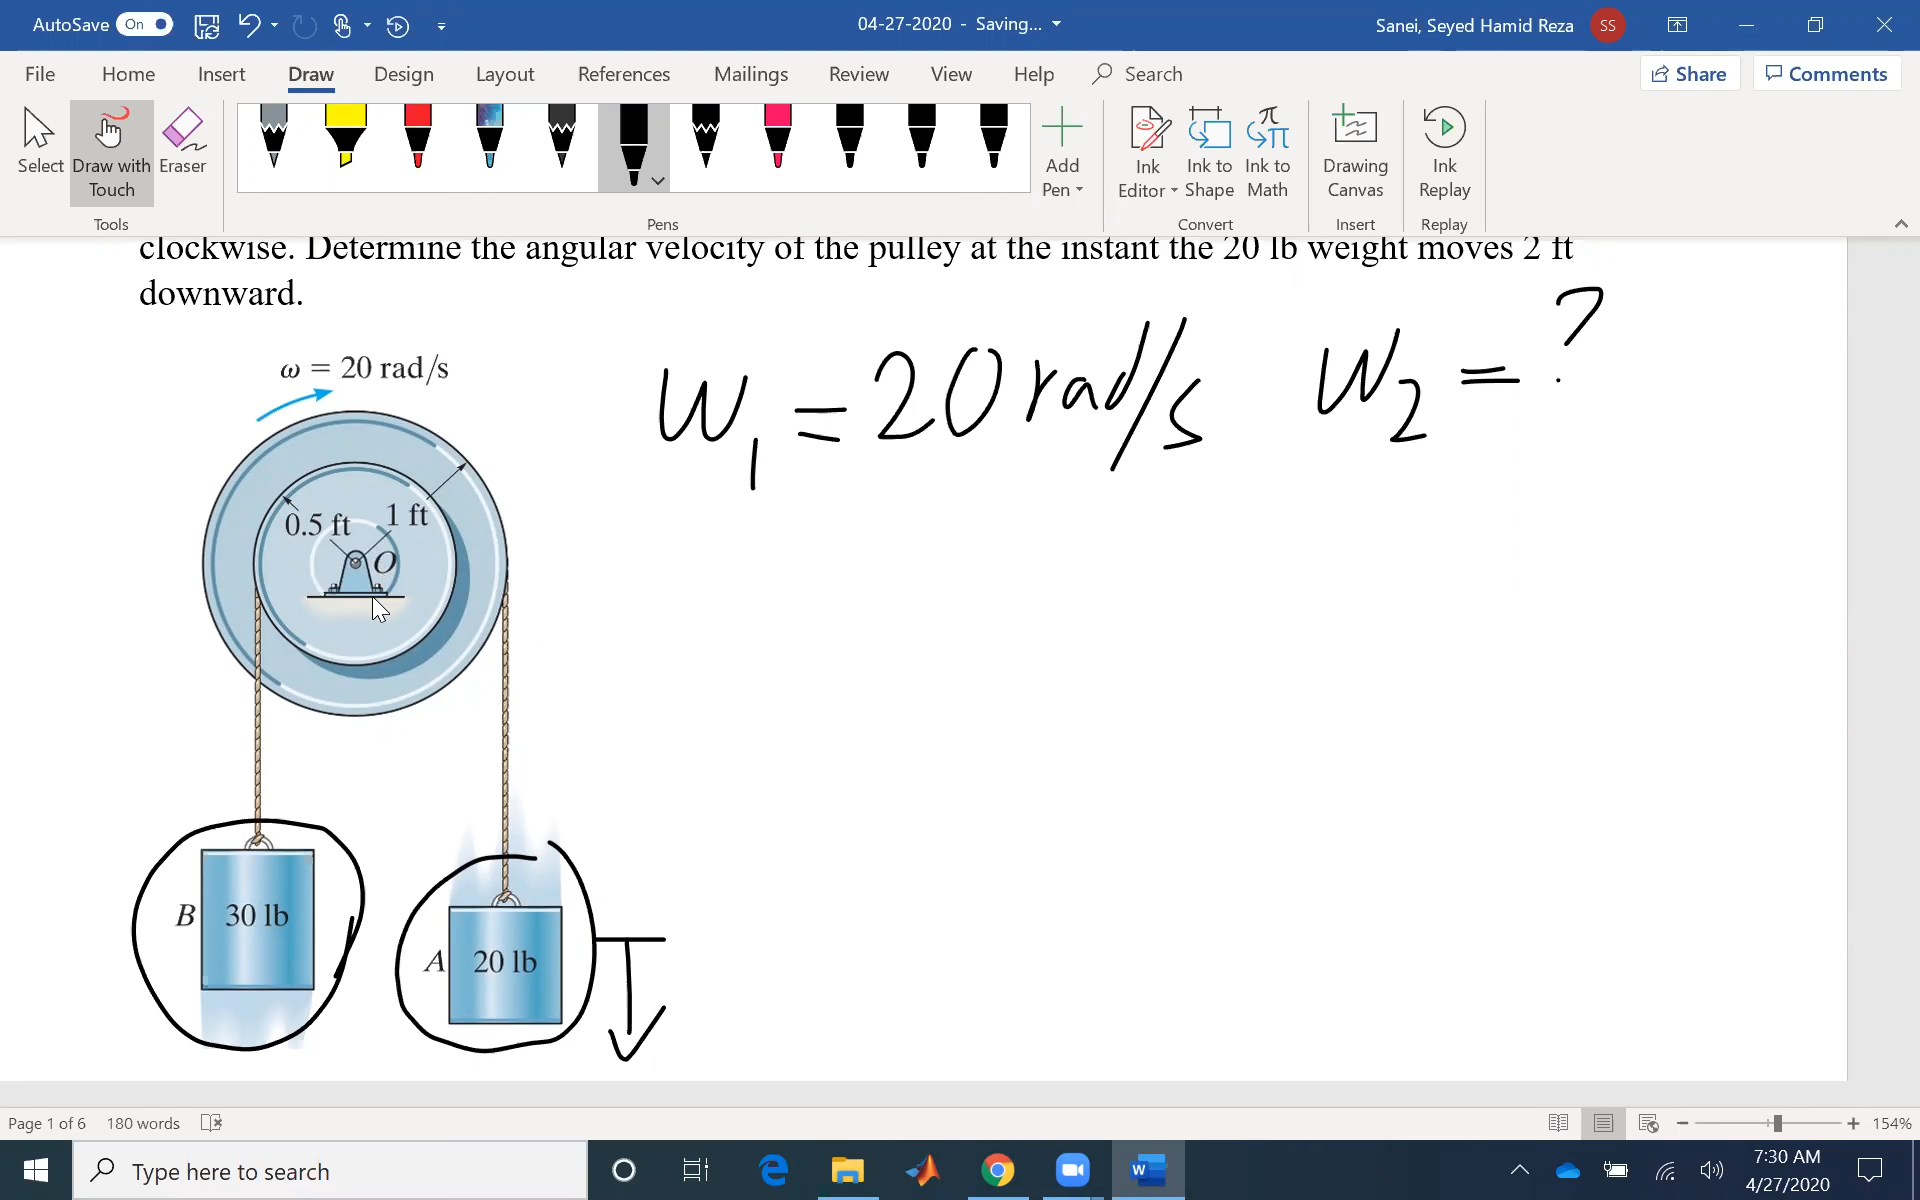 AutoSave On
04-27-2020 - Saving...
Sanei, Seyed Hamid Reza SS
File Home Insert Draw Design Layout References Mailings Review View Help Search
Share Comments
Select
Draw with Touch
Eraser
Add Pen
Ink Editor
Ink to Shape
Ink to Math
Drawing Canvas
Ink Replay
Tools Pens Convert Insert Replay
clockwise. Determine the angular velocity of the pulley at the instant the 20 lb weight moves 2 ft
downward.
ω = 20 rad/s
W1 = 20 rad/s W2 = ?
0.5 ft 1 ft
O
B 30 lb
A 20 lb
Page 1 of 6 180 words 154%
Type here to search
7:30 AM
4/27/2020